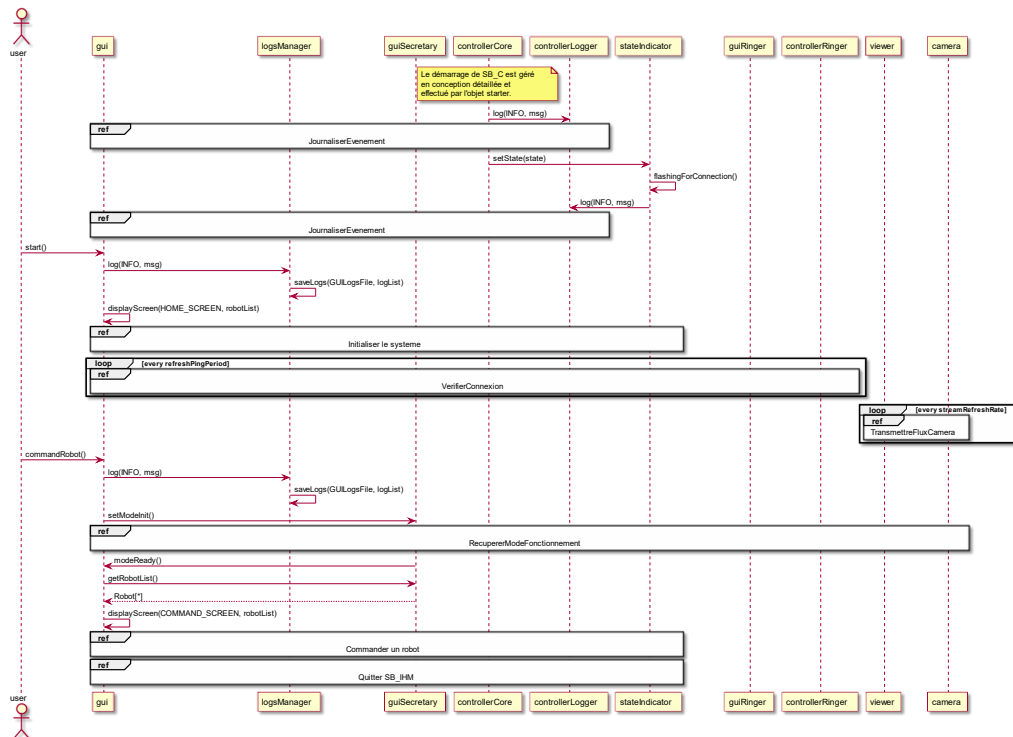 user
gui
logsManager
guiSecretary
controllerCore
controllerLogger
stateIndicator
guiRinger
controllerRinger
viewer
camera
Le démarrage de SB_C est géré
en conception détaillée et
effectué par l'objet starter.
log(INFO, msg)
ref
JournaliserEvenement
setState(state)
flashingForConnection()
log(INFO, msg)
ref
JournaliserEvenement
start()
log(INFO, msg)
saveLogs(GUILogsFile, logList)
displayScreen(HOME_SCREEN, robotList)
ref
Initialiser le systeme
loop [every refreshPingPeriod]
ref
VerifierConnexion
loop [every streamRefreshRate]
ref
TransmettreFluxCamera
commandRobot()
log(INFO, msg)
saveLogs(GUILogsFile, logList)
setModeInit()
ref
RecupererModeFonctionnement
modeReady()
getRobotList()
Robot[*]
displayScreen(COMMAND_SCREEN, robotList)
ref
Commander un robot
ref
Quitter SB_IHM
user
gui
logsManager
guiSecretary
controllerCore
controllerLogger
stateIndicator
guiRinger
controllerRinger
viewer
camera